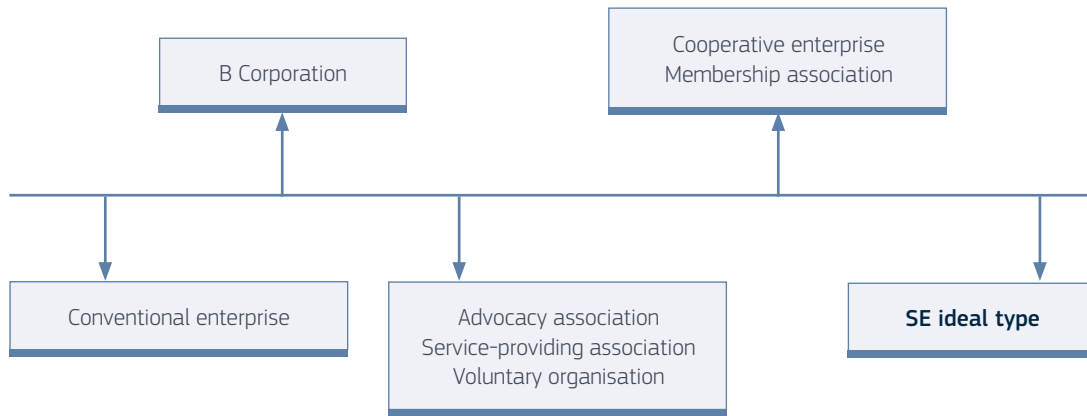 B Corporation
Cooperative enterprise
Membership association
Conventional enterprise
Advocacy association
Service-providing association
Voluntary organisation
SE ideal type